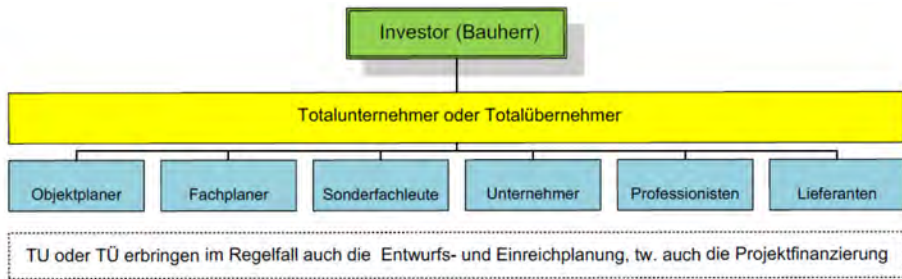 Investor (Bauherr)
Totalunternehmer oder Totalübernehmer
Objektplaner Fachplaner Sonderfachleute Unternehmer Professionisten Lieferanten
TU oder TÜ erbringen im Regelfall auch die Entwurfs- und Einreichplanung, tw. auch die Projektfinanzierung